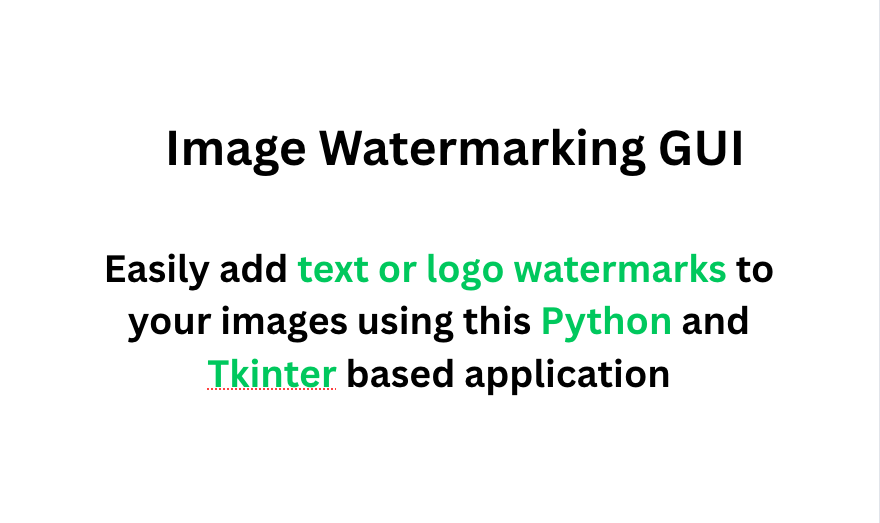 Image Watermarking GUI
Easily add text or logo watermarks to
your images using this Python and
Tkinter based application